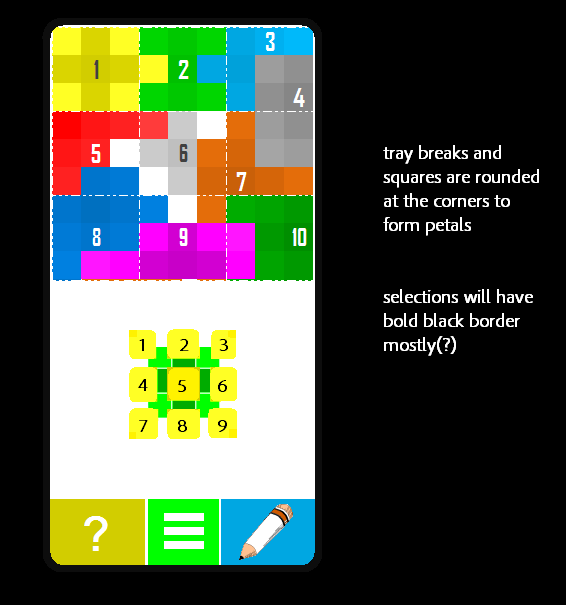 3
1 2
4
5 6
7
8 9 10
tray breaks and
squares are rounded
at the corners to
form petals
selections will have
bold black border
mostly(?)
1 2 3
4 5 6
7 8 9
?